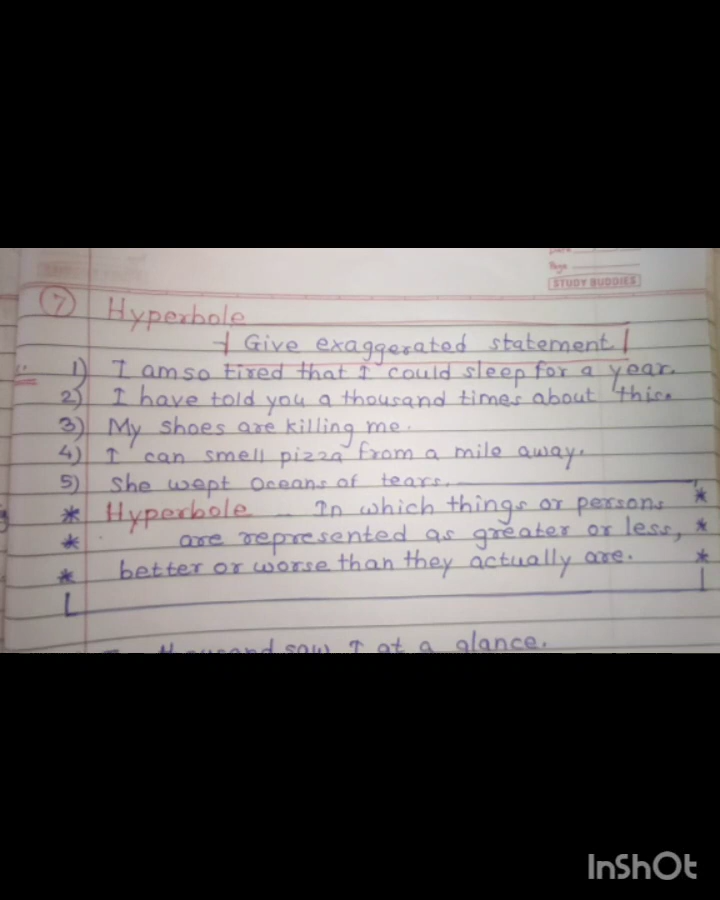 Page
STUDY BUDDIES
7 Hyperbole
Give exaggerated statement
1) I am so tired that I could sleep for a year.
2) I have told you a thousand times about this.
3) My shoes are killing me.
4) I can smell pizza from a mile away.
5) She wept oceans of tears.
* Hyperbole - In which things or persons *
* are represented as greater or less, *
* better or worse than they actually are. *
thousand saw I at a glance.
InShOt